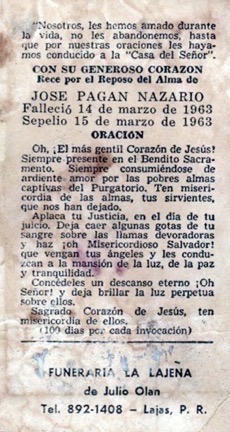 "Nosotros, les hemos amado durante
la vida, no les abandonemos, hasta
que por nuestras oraciones les haya-
mos conducido a la "Casa del Señor".
CON SU GENEROSO CORAZON
Rece por el Reposo del Alma de
JOSE PAGAN NAZARIO
Falleció 14 de marzo de 1963
Sepelio 15 de marzo de 1963
ORACIÓN
Oh, ¡El más gentil Corazón de Jesús!
Siempre presente en el Bendito Sacra-
mento. Siempre consumiéndose de
ardiente amor por las pobres almas
captivas del Purgatorio. Ten miseri-
cordia de las almas, tus sirvientes,
que nos han dejado.
Aplaca tu Justicia, en el día de tu
juicio. Deja caer algunas gotas de tu
sangre sobre las llamas devoradoras
y haz ¡oh Misericordioso Salvador!
que vengan tus ángeles y les condu-
zcan a la mansión de la luz, de la paz
y tranquilidad.
Concédeles un descanso eterno ¡Oh
Señor! y deja brillar la luz perpetua
sobre ellos.
Sagrado Corazón de Jesús, ten
misericordia de ellos.
(100 días por cada invocación)
FUNERARIA LA LAJEÑA
de Julio Olan
Tel. 892-1408 - Lajas, P. R.